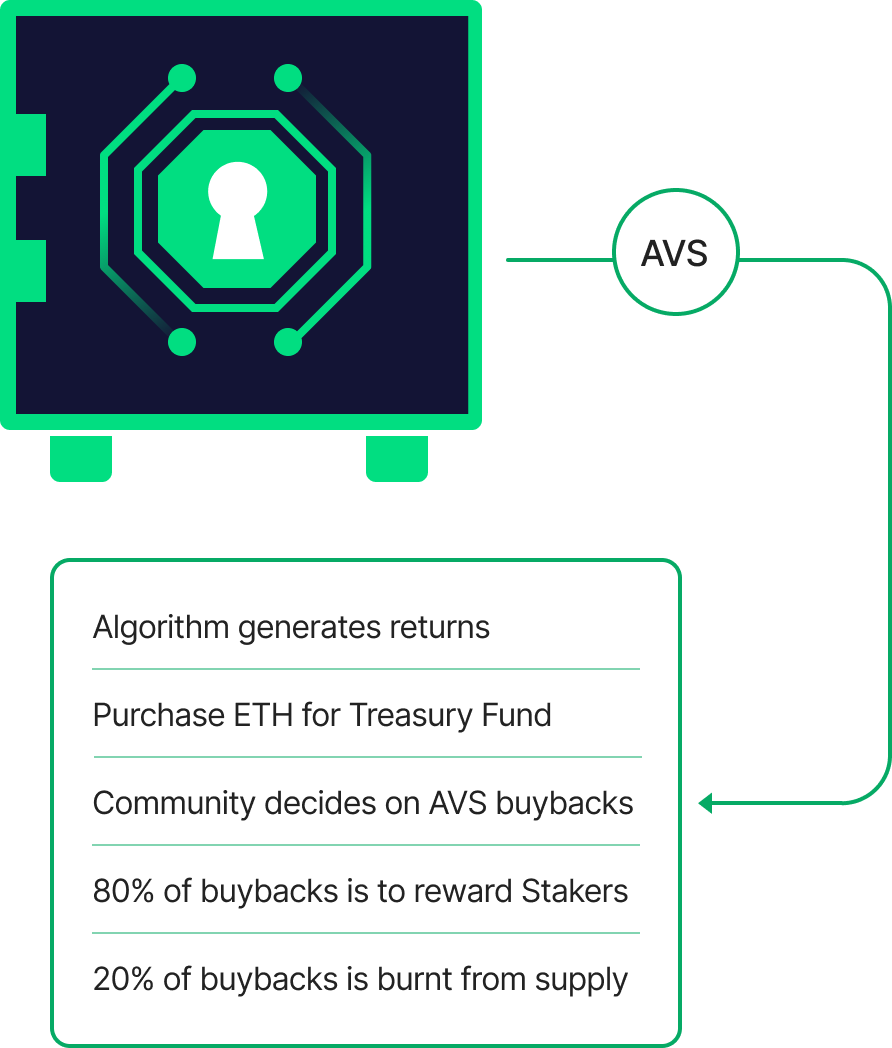 AVS
Algorithm generates returns
Purchase ETH for Treasury Fund
Community decides on AVS buybacks
80% of buybacks is to reward Stakers
20% of buybacks is burnt from supply